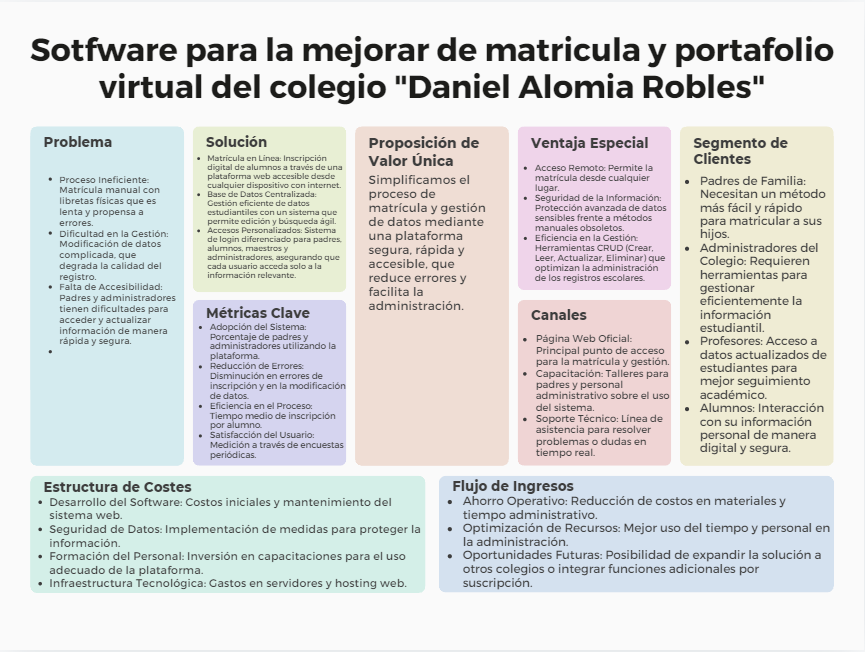 Sotfware para la mejorar de matricula y portafolio
virtual del colegio "Daniel Alomia Robles"
Problema
• Proceso Ineficiente:
Matrícula manual con
libretas físicas que es
lenta y propensa a
errores.
• Dificultad en la Gestión:
Modificación de datos
complicada, que
degrada la calidad del
registro.
• Falta de Accesibilidad:
Padres y administradores
tienen dificultades para
acceder y actualizar
información de manera
rápida y segura.
•
Solución
• Matrícula en Línea: Inscripción
digital de alumnos a través de una
plataforma web accesible desde
cualquier dispositivo con internet.
• Base de Datos Centralizada:
Gestión eficiente de datos
estudiantiles con un sistema que
permite edición y búsqueda ágil.
• Accesos Personalizados: Sistema
de login diferenciado para padres,
alumnos, maestros y
administradores, asegurando que
cada usuario acceda solo a la
información relevante.
Métricas Clave
• Adopción del Sistema:
Porcentaje de padres y
administradores utilizando la
plataforma.
• Reducción de Errores:
Disminución en errores de
inscripción y en la modificación
de datos.
• Eficiencia en el Proceso:
Tiempo medio de inscripción
por alumno.
• Satisfacción del Usuario:
Medición a través de encuestas
periódicas.
Proposición de
Valor Única
Simplificamos el
proceso de
matrícula y gestión
de datos mediante
una plataforma
segura, rápida y
accesible, que
reduce errores y
facilita la
administración.
Ventaja Especial
• Acceso Remoto: Permite la
matrícula desde cualquier
lugar.
• Seguridad de la Información:
Protección avanzada de datos
sensibles frente a métodos
manuales obsoletos.
• Eficiencia en la Gestión:
Herramientas CRUD (Crear,
Leer, Actualizar, Eliminar) que
optimizan la administración
de los registros escolares.
Canales
• Página Web Oficial:
Principal punto de acceso
para la matrícula y gestión.
• Capacitación: Talleres para
padres y personal
administrativo sobre el uso
del sistema.
• Soporte Técnico: Línea de
asistencia para resolver
problemas o dudas en
tiempo real.
Segmento de
Clientes
• Padres de Familia:
Necesitan un método
más fácil y rápido
para matricular a sus
hijos.
• Administradores del
Colegio: Requieren
herramientas para
gestionar
eficientemente la
información
estudiantil.
• Profesores: Acceso a
datos actualizados de
estudiantes para
mejor seguimiento
académico.
• Alumnos: Interacción
con su información
personal de manera
digital y segura.
Estructura de Costes
• Desarrollo del Software: Costos iniciales y mantenimiento del
sistema web.
• Seguridad de Datos: Implementación de medidas para proteger la
información.
• Formación del Personal: Inversión en capacitaciones para el uso
adecuado de la plataforma.
• Infraestructura Tecnológica: Gastos en servidores y hosting web.
Flujo de Ingresos
• Ahorro Operativo: Reducción de costos en materiales y
tiempo administrativo.
• Optimización de Recursos: Mejor uso del tiempo y personal en
la administración.
• Oportunidades Futuras: Posibilidad de expandir la solución a
otros colegios o integrar funciones adicionales por
suscripción.